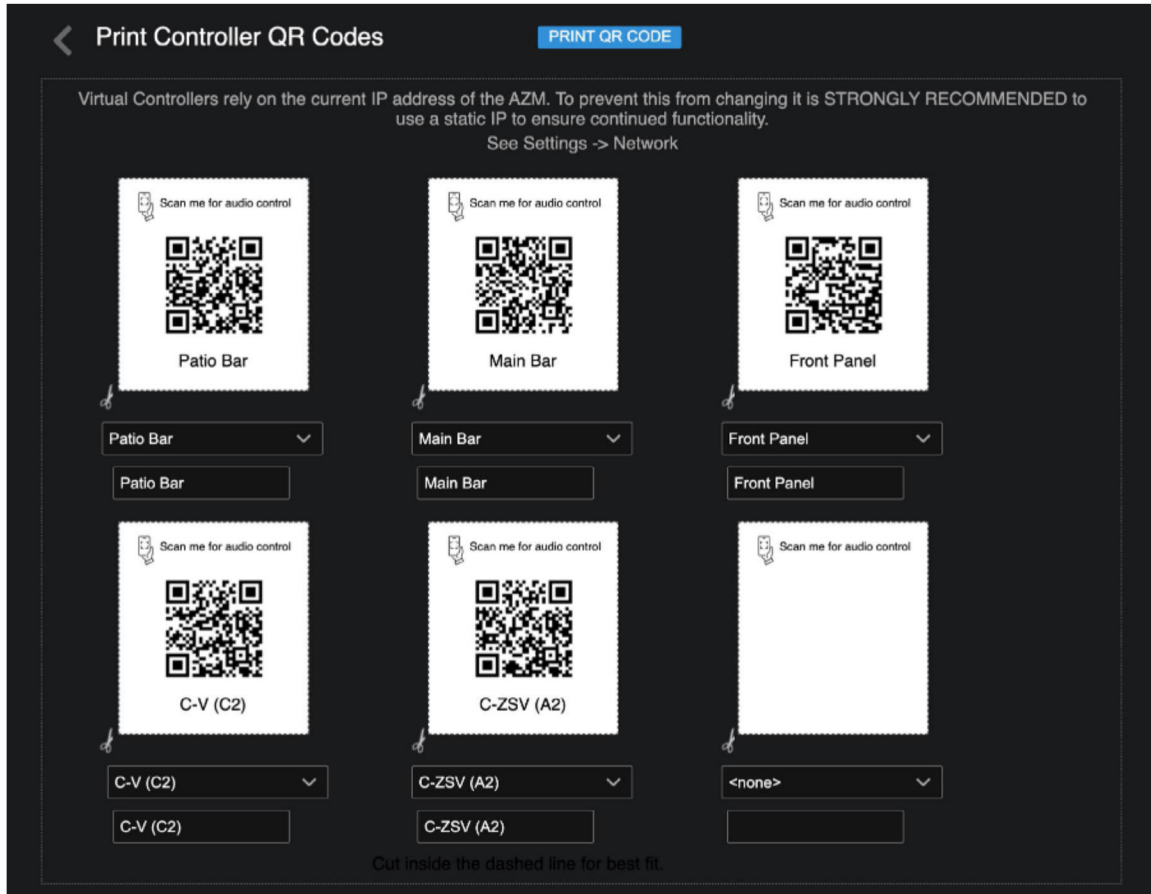 Print Controller QR Codes
PRINT QR CODE
Virtual Controllers rely on the current IP address of the AZM. To prevent this from changing it is STRONGLY RECOMMENDED to
use a static IP to ensure continued functionality.
See Settings -> Network
Scan me for audio control
Patio Bar
Patio Bar
Patio Bar
Scan me for audio control
Main Bar
Main Bar
Main Bar
Scan me for audio control
Front Panel
Front Panel
Front Panel
Scan me for audio control
C-V (C2)
C-V (C2)
C-V (C2)
Scan me for audio control
C-ZSV (A2)
C-ZSV (A2)
C-ZSV (A2)
Scan me for audio control
<none>
Cut inside the dashed line for best fit.